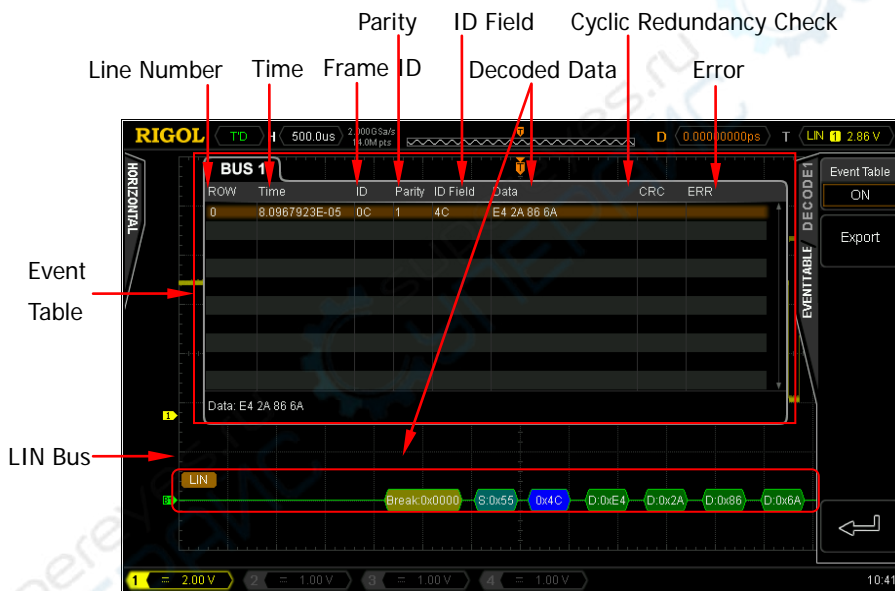 Parity ID Field Cyclic Redundancy Check
Line Number Time Frame ID Decoded Data Error
RIGOL T'D H 500.0us 2.000GSa/s 14.0M pts D 0.00000000ps T LIN 1 2.86 V
HORIZONTAL
BUS 1
ROW Time ID Parity ID Field Data CRC ERR
0 8.0967923E-05 0C 1 4C E4 2A 86 6A
Data: E4 2A 86 6A
EVENTTABLE DECODE1
Event Table
ON
Export
Event
Table
LIN Bus
1
LIN
B1 Break:0x0000 S:0x55 0x4C D:0xE4 D:0x2A D:0x86 D:0x6A
1 = 2.00 V 2 = 1.00 V 3 = 1.00 V 4 = 1.00 V 10:41